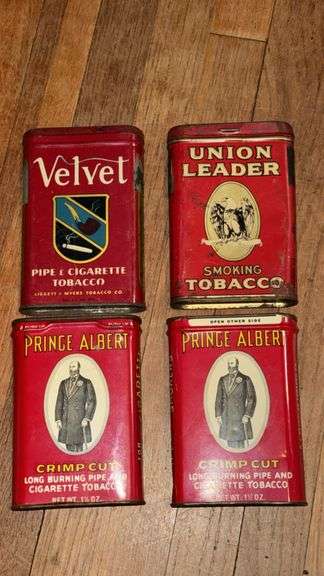 Velvet
PIPE & CIGARETTE
TOBACCO
LIGGETT & MYERS TOBACCO CO.
UNION
LEADER
SMOKING
TOBACCO
PRINCE ALBERT
CRIMP CUT
LONG BURNING PIPE AND
CIGARETTE TOBACCO
NET WT. 1½ OZ.
OPEN OTHER SIDE
PRINCE ALBERT
CRIMP CUT
LONG BURNING PIPE AND
CIGARETTE TOBACCO
NET WT. 1½ OZ.